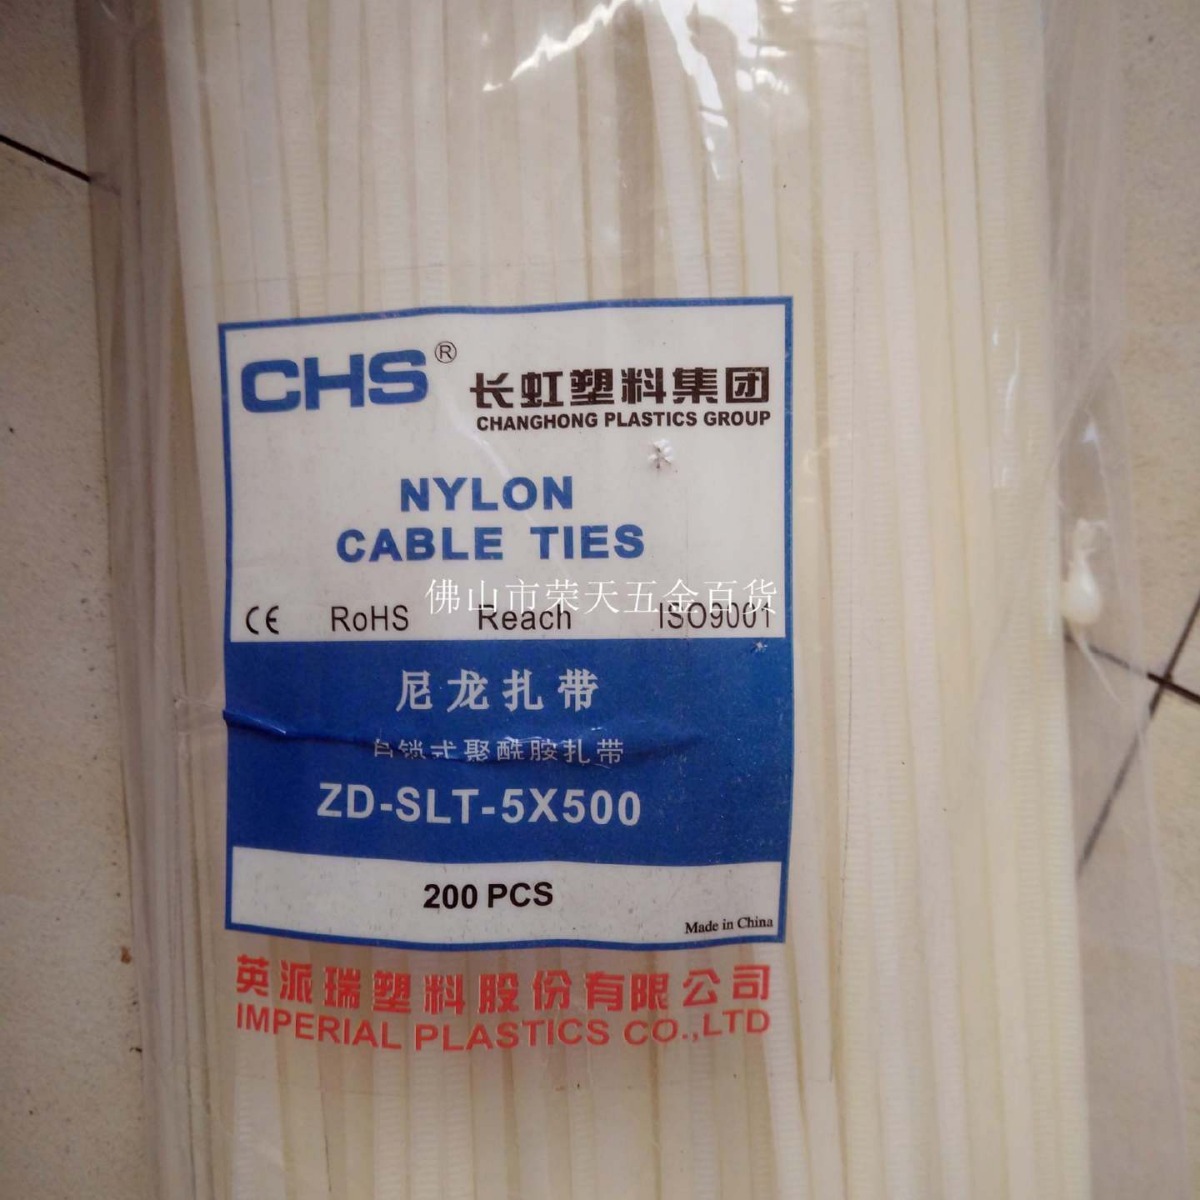 CHS®
长虹塑料集团
CHANGHONG PLASTICS GROUP
NYLON
CABLE TIES
佛山市荣天五金百货
CE RoHS Reach ISO9001
尼龙扎带
自锁式聚酰胺扎带
ZD-SLT-5X500
200 PCS
Made in China
英派瑞塑料股份有限公司
IMPERIAL PLASTICS CO.,LTD